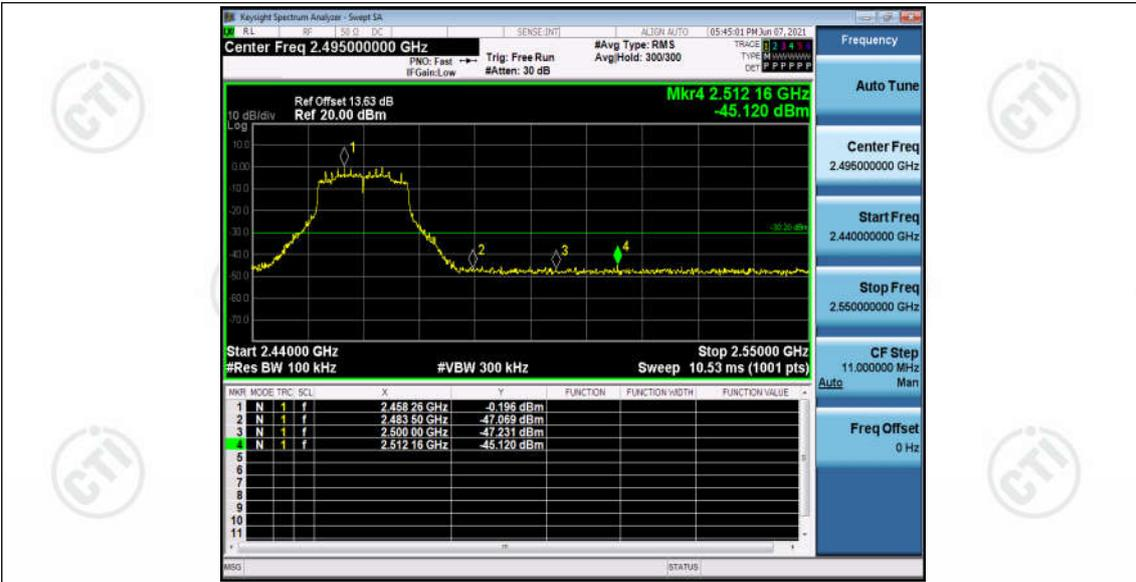 Keysight Spectrum Analyzer - Swept SA
RL RF 50 Ω DC SENSE:INT ALIGN AUTO 05:45:01 PM Jun 07, 2021
Center Freq 2.495000000 GHz
PNO: Fast
IFGain:Low
Trig: Free Run
#Atten: 30 dB
#Avg Type: RMS
Avg|Hold: 300/300
TRACE 1 2 3 4 5 6
TYPE M WWWWW
DET P P P P P P
Frequency
Auto Tune
Center Freq
2.495000000 GHz
Start Freq
2.440000000 GHz
Stop Freq
2.550000000 GHz
CF Step
11.000000 MHz
Auto Man
Freq Offset
0 Hz
Mkr4 2.512 16 GHz
-45.120 dBm
Ref Offset 13.63 dB
10 dB/div Ref 20.00 dBm
Log
10.0
0.00
-10.0
-20.0
-30.0
-40.0
-50.0
-60.0
-70.0
1
2
3
4
-30.20 dBm
Start 2.44000 GHz Stop 2.55000 GHz
#Res BW 100 kHz #VBW 300 kHz Sweep 10.53 ms (1001 pts)
MKR MODE TRC SCL X Y FUNCTION FUNCTION WIDTH FUNCTION VALUE
1 N 1 f 2.458 26 GHz -0.196 dBm
2 N 1 f 2.483 50 GHz -47.069 dBm
3 N 1 f 2.500 00 GHz -47.231 dBm
4 N 1 f 2.512 16 GHz -45.120 dBm
5
6
7
8
9
10
11
MSG STATUS
CTI
CTI
CTI
CTI